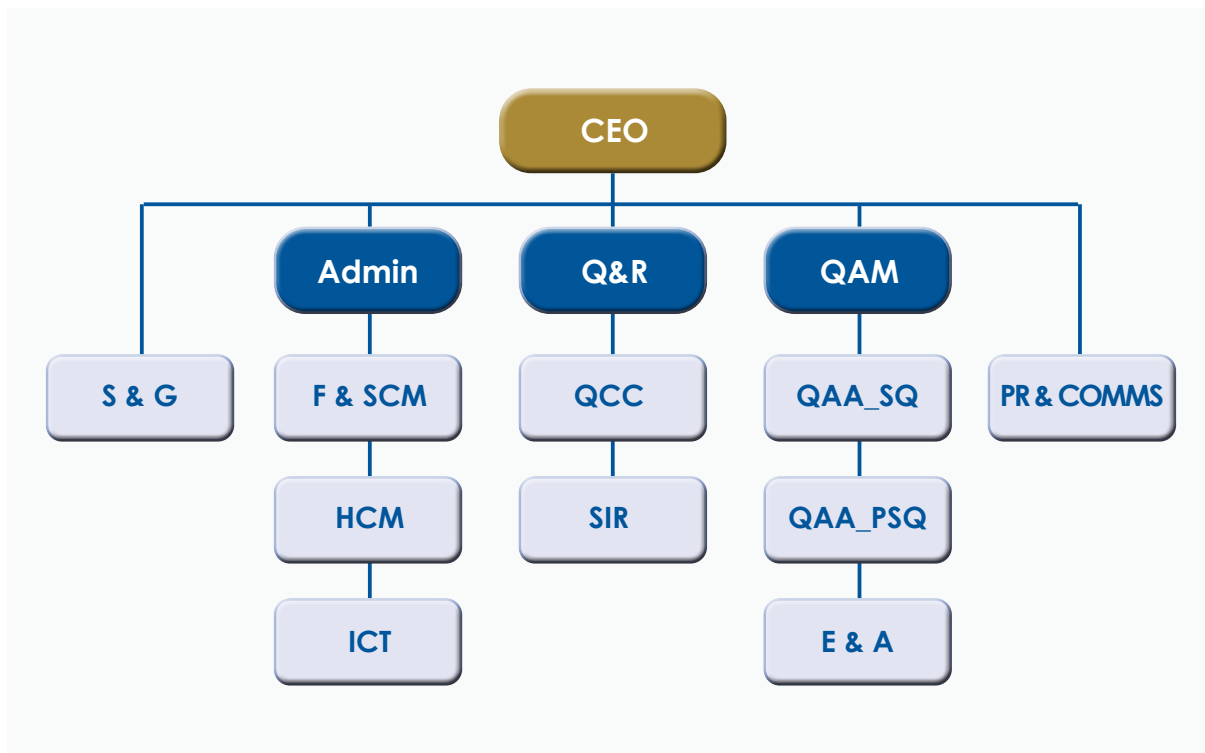 CEO
Admin
Q&R
QAM
S & G
F & SCM
QCC
QAA_SQ
PR & COMMS
HCM
SIR
QAA_PSQ
ICT
E & A